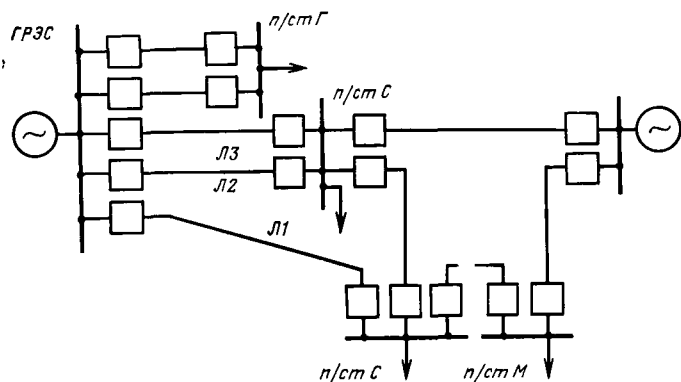 ГРЭС
п/ст Г
п/ст С
Л3
Л2
Л1
п/ст С
п/ст М